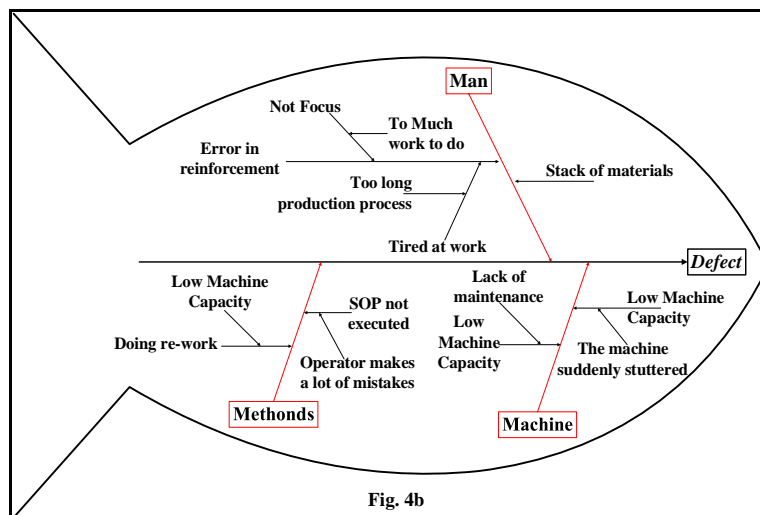 Man
Not Focus
To Much
work to do
Error in
reinforcement
Stack of materials
Too long
production process
Tired at work
Defect
Low Machine
Capacity
SOP not
executed
Doing re-work
Operator makes
a lot of mistakes
Methonds
Lack of
maintenance
Low
Machine
Capacity
Low Machine
Capacity
The machine
suddenly stuttered
Machine
Fig. 4b